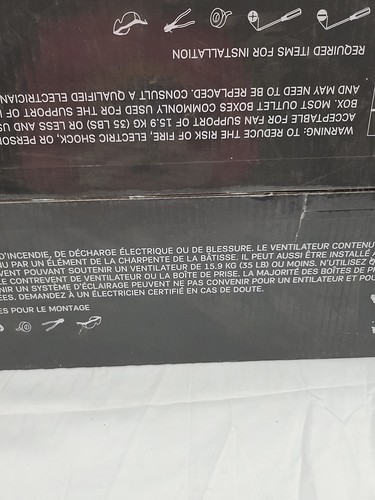 WARNING: TO REDUCE THE RISK OF FIRE, ELECTRIC SHOCK, OR PERSO
ACCEPTABLE FOR FAN SUPPORT OF 15.9 KG (35 LBS) OR LESS AND US
BOX. MOST OUTLET BOXES COMMONLY USED FOR THE SUPPORT OF
AND MAY NEED TO BE REPLACED. CONSULT A QUALIFIED ELECTRICIAN
REQUIRED ITEMS FOR INSTALLATION
D'INCENDIE, DE DÉCHARGE ÉLECTRIQUE OU DE BLESSURE. LE VENTILATEUR CONTENU
NU PAR UN ÉLÉMENT DE LA CHARPENTE DE LA BÂTISSE. IL PEUT AUSSI ÊTRE INSTALLÉ
VENT POUVANT SOUTENIR UN VENTILATEUR DE 15.9 KG (35 LB) OU MOINS. N'UTILISEZ
LE CONTREVENT DE VENTILATEUR OU LA BOÎTE DE PRISE. LA MAJORITÉ DES BOÎTES DE PR
NIR UN SYSTÈME D'ÉCLAIRAGE PEUVENT NE PAS CONVENIR POUR UN ENTILATEUR ET POU
ÉES. DEMANDEZ À UN ÉLECTRICIEN CERTIFIÉ EN CAS DE DOUTE.
ES POUR LE MONTAGE